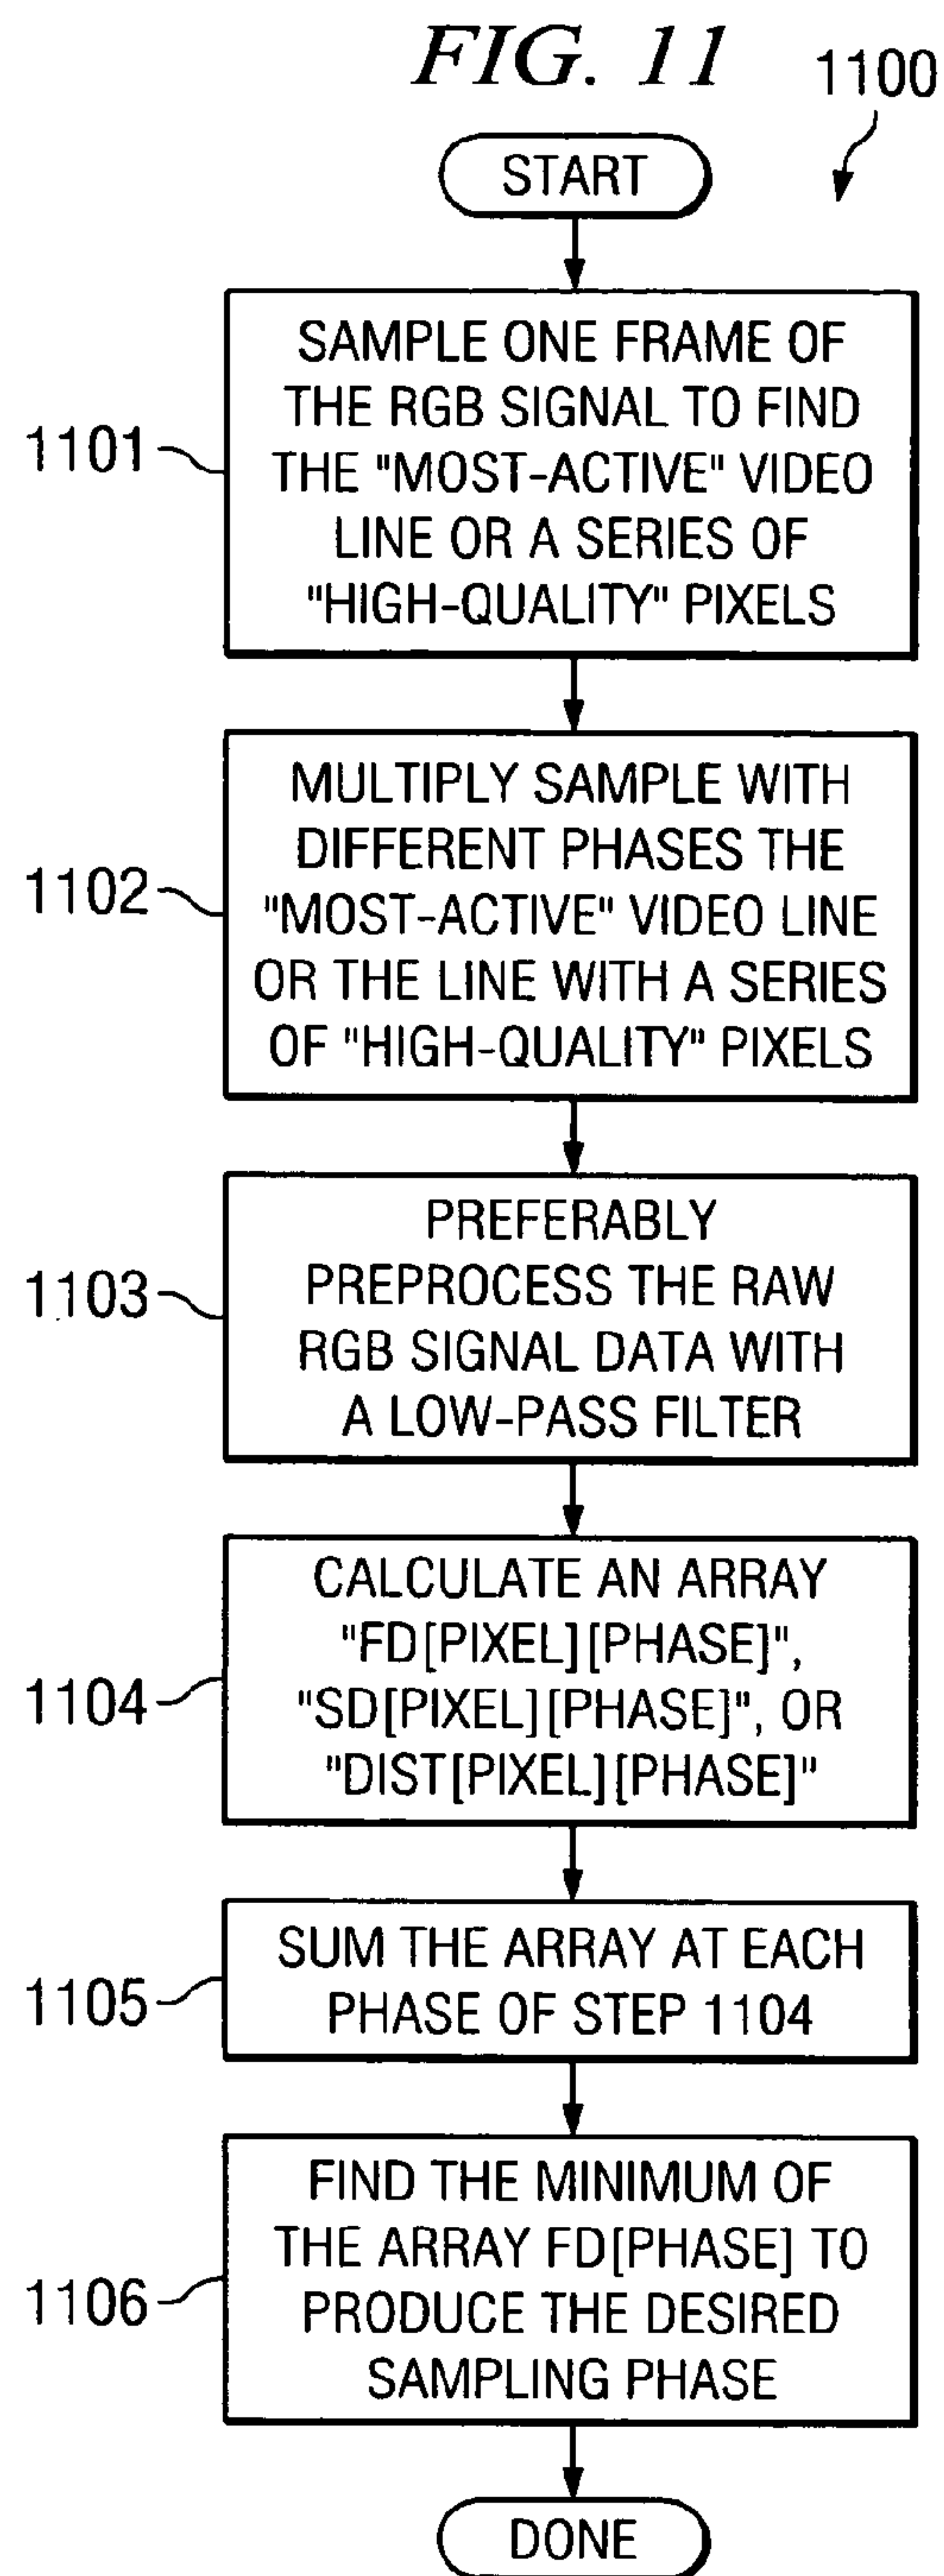 FIG. 11
1100
START
SAMPLE ONE FRAME OF
THE RGB SIGNAL TO FIND
THE "MOST-ACTIVE" VIDEO
LINE OR A SERIES OF
"HIGH-QUALITY" PIXELS
1101
MULTIPLY SAMPLE WITH
DIFFERENT PHASES THE
"MOST-ACTIVE" VIDEO LINE
OR THE LINE WITH A SERIES
OF "HIGH-QUALITY" PIXELS
1102
PREFERABLY
PREPROCESS THE RAW
RGB SIGNAL DATA WITH
A LOW-PASS FILTER
1103
CALCULATE AN ARRAY
"FD[PIXEL][PHASE]",
"SD[PIXEL][PHASE]", OR
"DIST[PIXEL][PHASE]"
1104
SUM THE ARRAY AT EACH
PHASE OF STEP 1104
1105
FIND THE MINIMUM OF
THE ARRAY FD[PHASE] TO
PRODUCE THE DESIRED
SAMPLING PHASE
1106
DONE